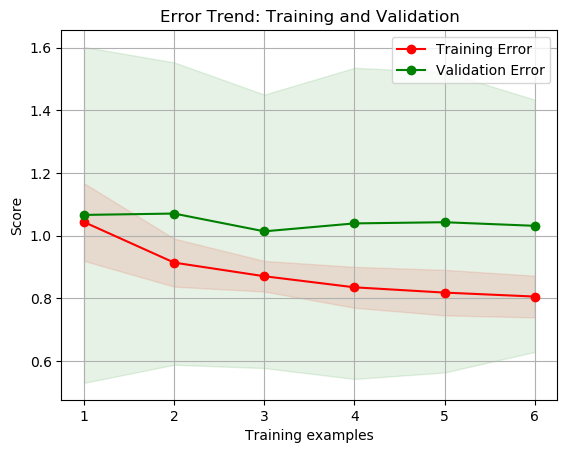 Error Trend: Training and Validation
Training Error
Validation Error
Score
1.6
1.4
1.2
1.0
0.8
0.6
1 2 3 4 5 6
Training examples